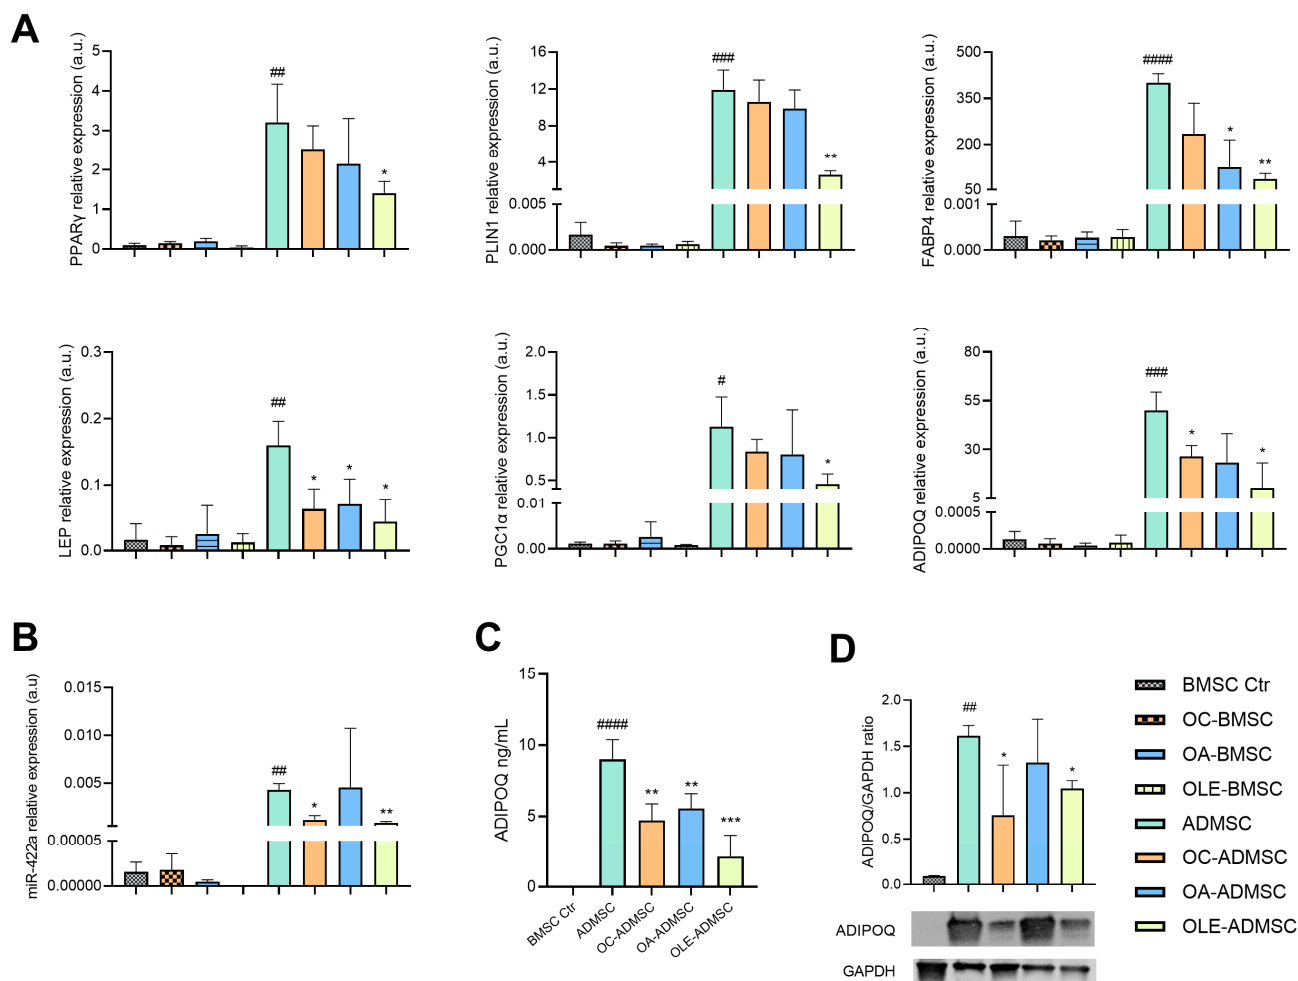 A
PPARγ relative expression (a.u.)
5
4
3
2
1
0
##
*
PLIN1 relative expression (a.u.)
16
12
8
4
0.005
0.000
###
**
FABP4 relative expression (a.u.)
500
350
200
50
0.001
0.000
####
*
**
LEP relative expression (a.u.)
0.3
0.2
0.1
0.0
##
*
*
*
PGC1α relative expression (a.u.)
2.0
1.5
1.0
0.5
0.01
0.00
#
*
ADIPOQ relative expression (a.u.)
80
55
30
5
0.0005
0.0000
###
*
*
B
miR-422a relative expression (a.u)
0.015
0.010
0.005
0.00005
0.00000
##
*
**
C
ADIPOQ ng/mL
15
10
5
0
####
**
**
***
BMSC Ctr
ADMSC
OC-ADMSC
OA-ADMSC
OLE-ADMSC
D
ADIPOQ/GAPDH ratio
2.0
1.5
1.0
0.5
0.0
##
*
*
ADIPOQ
GAPDH
BMSC Ctr
OC-BMSC
OA-BMSC
OLE-BMSC
ADMSC
OC-ADMSC
OA-ADMSC
OLE-ADMSC